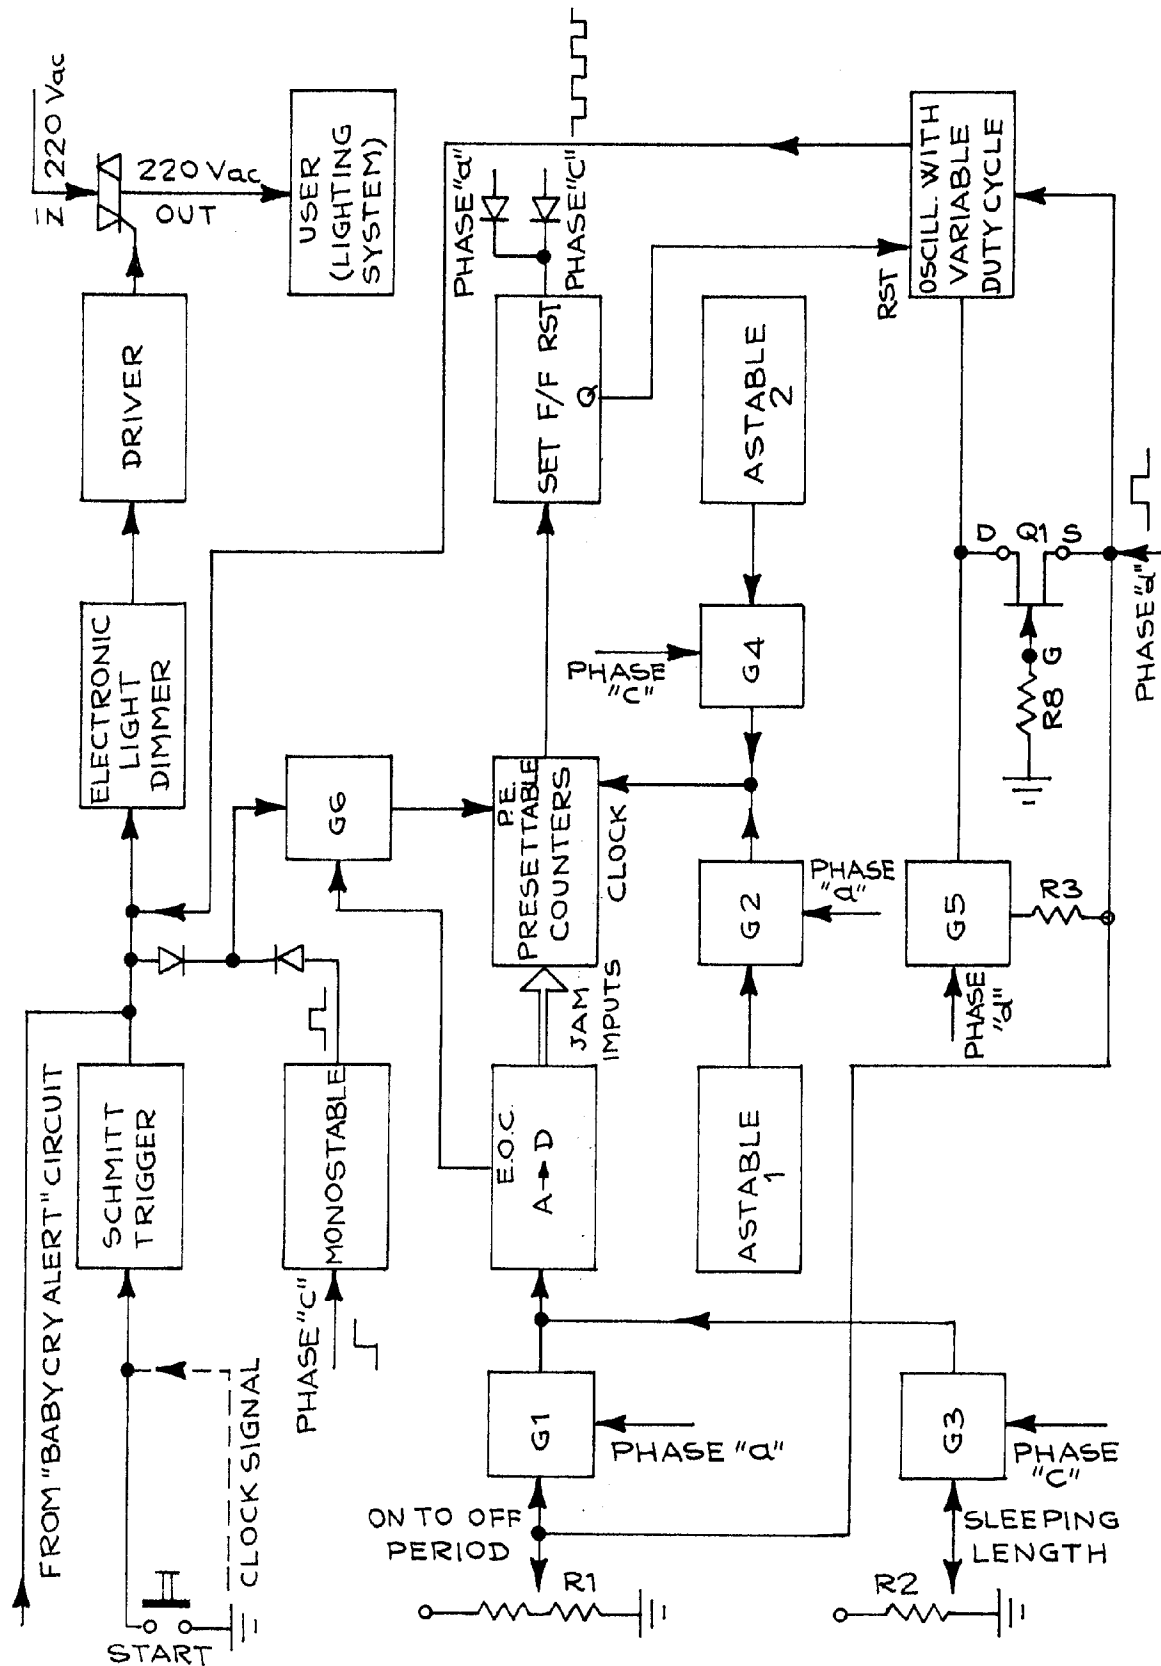 FROM "BABY CRY ALERT" CIRCUIT
START
CLOCK SIGNAL
SCHMITT
TRIGGER
ELECTRONIC
LIGHT
DIMMER
DRIVER
Z̅ 220 Vac
220 Vac
OUT
USER
(LIGHTING
SYSTEM)
PHASE "C"
MONOSTABLE
G6
ON TO OFF
PERIOD
R1
G1
PHASE "a"
E.O.C.
A→D
JAM
IMPUTS
P.E.
PRESETTABLE
COUNTERS
CLOCK
SET F/F RST
Q
PHASE "a"
PHASE "C"
ASTABLE
1
G2
PHASE
"a"
G4
PHASE
"C"
ASTABLE
2
RST
OSCILL. WITH
VARIABLE
DUTY CYCLE
R2
SLEEPING
LENGTH
G3
PHASE
"C"
PHASE
"d"
G5
R3
R8
G
D
Q1
S
PHASE "d"